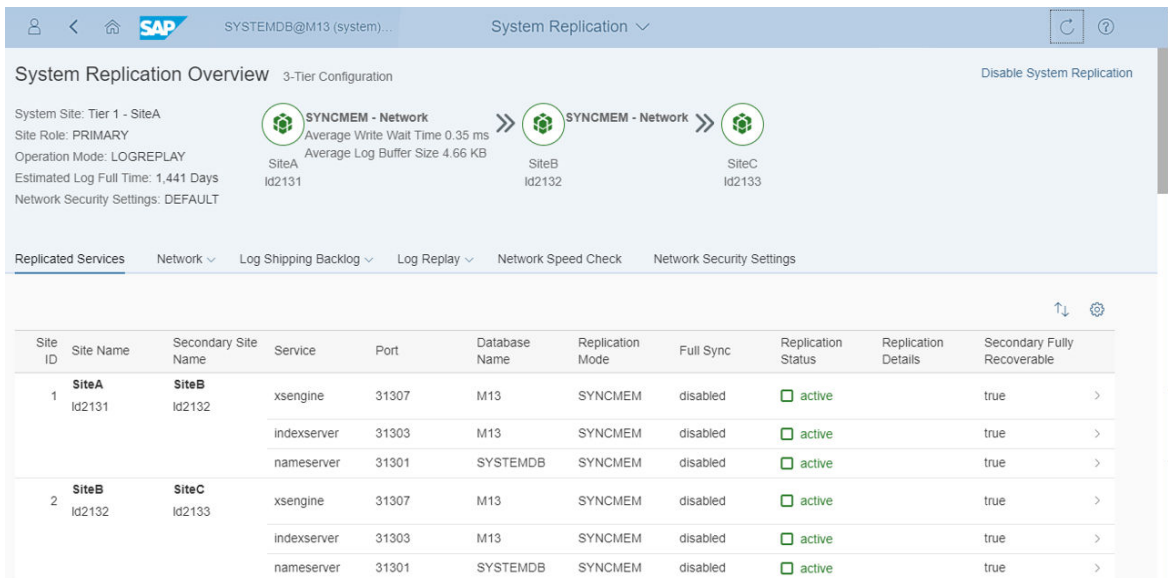 SAP SYSTEMDB@M13 (system)... System Replication
System Replication Overview 3-Tier Configuration Disable System Replication
System Site: Tier 1 - SiteA
Site Role: PRIMARY
Operation Mode: LOGREPLAY
Estimated Log Full Time: 1,441 Days
Network Security Settings: DEFAULT
SYNCMEM - Network
Average Write Wait Time 0.35 ms
Average Log Buffer Size 4.66 KB
SYNCMEM - Network
SiteA
ld2131
SiteB
ld2132
SiteC
ld2133
Replicated Services Network Log Shipping Backlog Log Replay Network Speed Check Network Security Settings
Site ID Site Name Secondary Site Name Service Port Database Name Replication Mode Full Sync Replication Status Replication Details Secondary Fully Recoverable
1 SiteA ld2131 SiteB ld2132 xsengine 31307 M13 SYNCMEM disabled active true
indexserver 31303 M13 SYNCMEM disabled active true
nameserver 31301 SYSTEMDB SYNCMEM disabled active true
2 SiteB ld2132 SiteC ld2133 xsengine 31307 M13 SYNCMEM disabled active true
indexserver 31303 M13 SYNCMEM disabled active true
nameserver 31301 SYSTEMDB SYNCMEM disabled active true